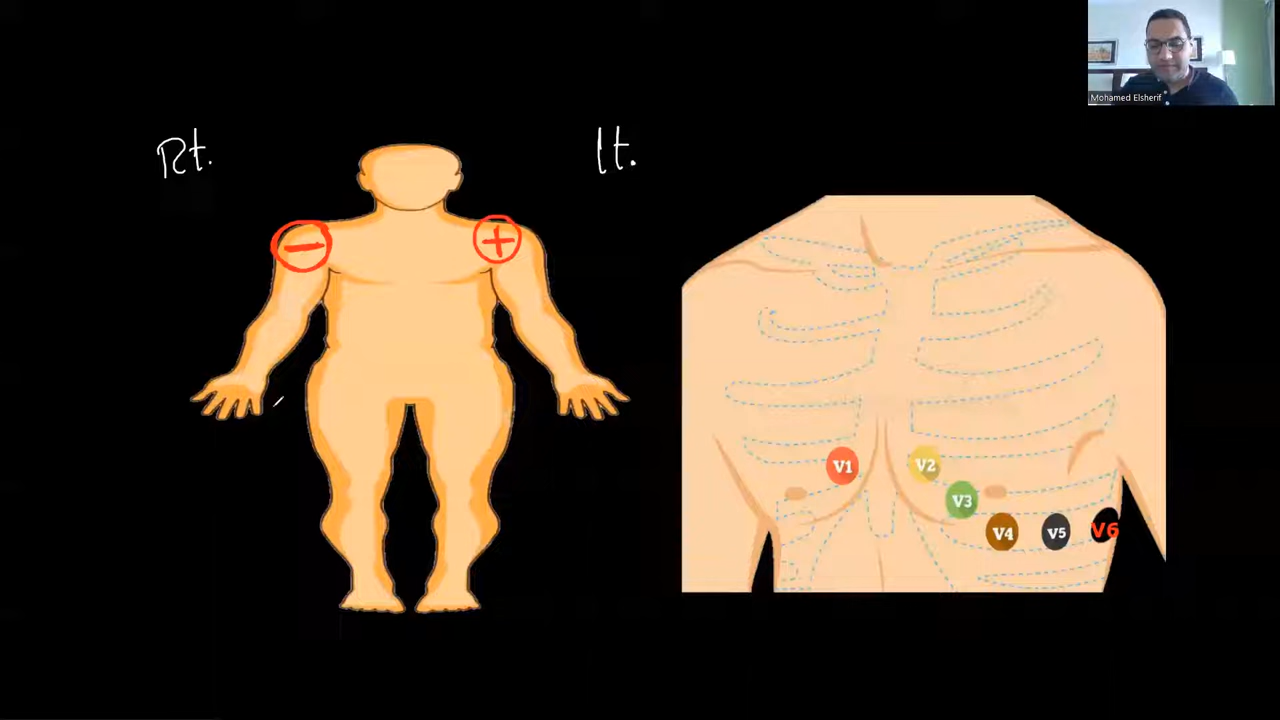 Mohamed Elsherif
Rt.
lt.
−
+
V1
V2
V3
V4
V5
V6